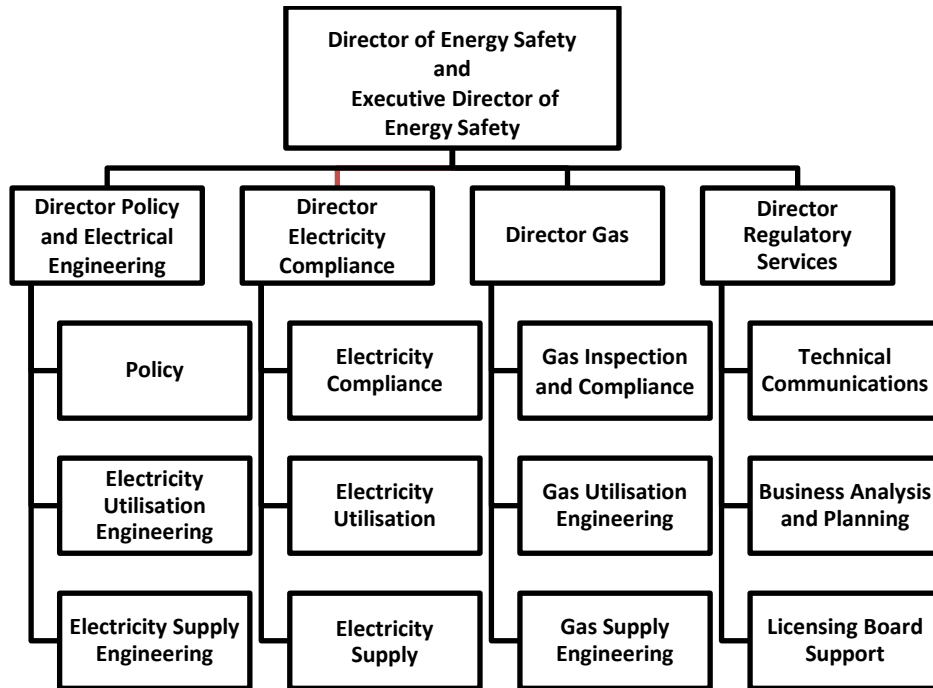 Director of Energy Safety
and
Executive Director of
Energy Safety
Director Policy
and Electrical
Engineering
Director
Electricity
Compliance
Director Gas
Director
Regulatory
Services
Policy
Electricity
Compliance
Gas Inspection
and Compliance
Technical
Communications
Electricity
Utilisation
Engineering
Electricity
Utilisation
Gas Utilisation
Engineering
Business Analysis
and Planning
Electricity Supply
Engineering
Electricity
Supply
Gas Supply
Engineering
Licensing Board
Support